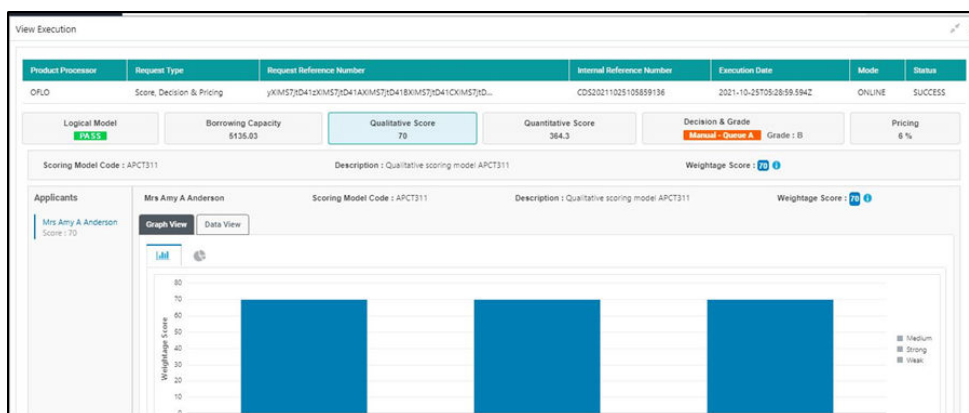 View Execution
Product Processor Request Type Request Reference Number Internal Reference Number Execution Date Mode Status
OFLO Score, Decision & Pricing yXIMS7JtD41zXIMS7JtD41AXIMS7JtD41BXIMS7JtD41CXIMS7JtD... CDS20211025105859136 2021-10-25T05:28:59.594Z ONLINE SUCCESS
Logical Model Borrowing Capacity Qualitative Score Quantitative Score Decision & Grade Pricing
PASS 5135.03 70 364.3 Manual - Queue A Grade : B 6 %
Scoring Model Code : APCT311 Description : Qualitative scoring model APCT311 Weightage Score : 70
Applicants Mrs Amy A Anderson Scoring Model Code : APCT311 Description : Qualitative scoring model APCT311 Weightage Score : 70
Mrs Amy A Anderson
Score : 70
Graph View Data View
80
70
60
50
40
30
20
10
0
Weightage Score
Medium
Strong
Weak